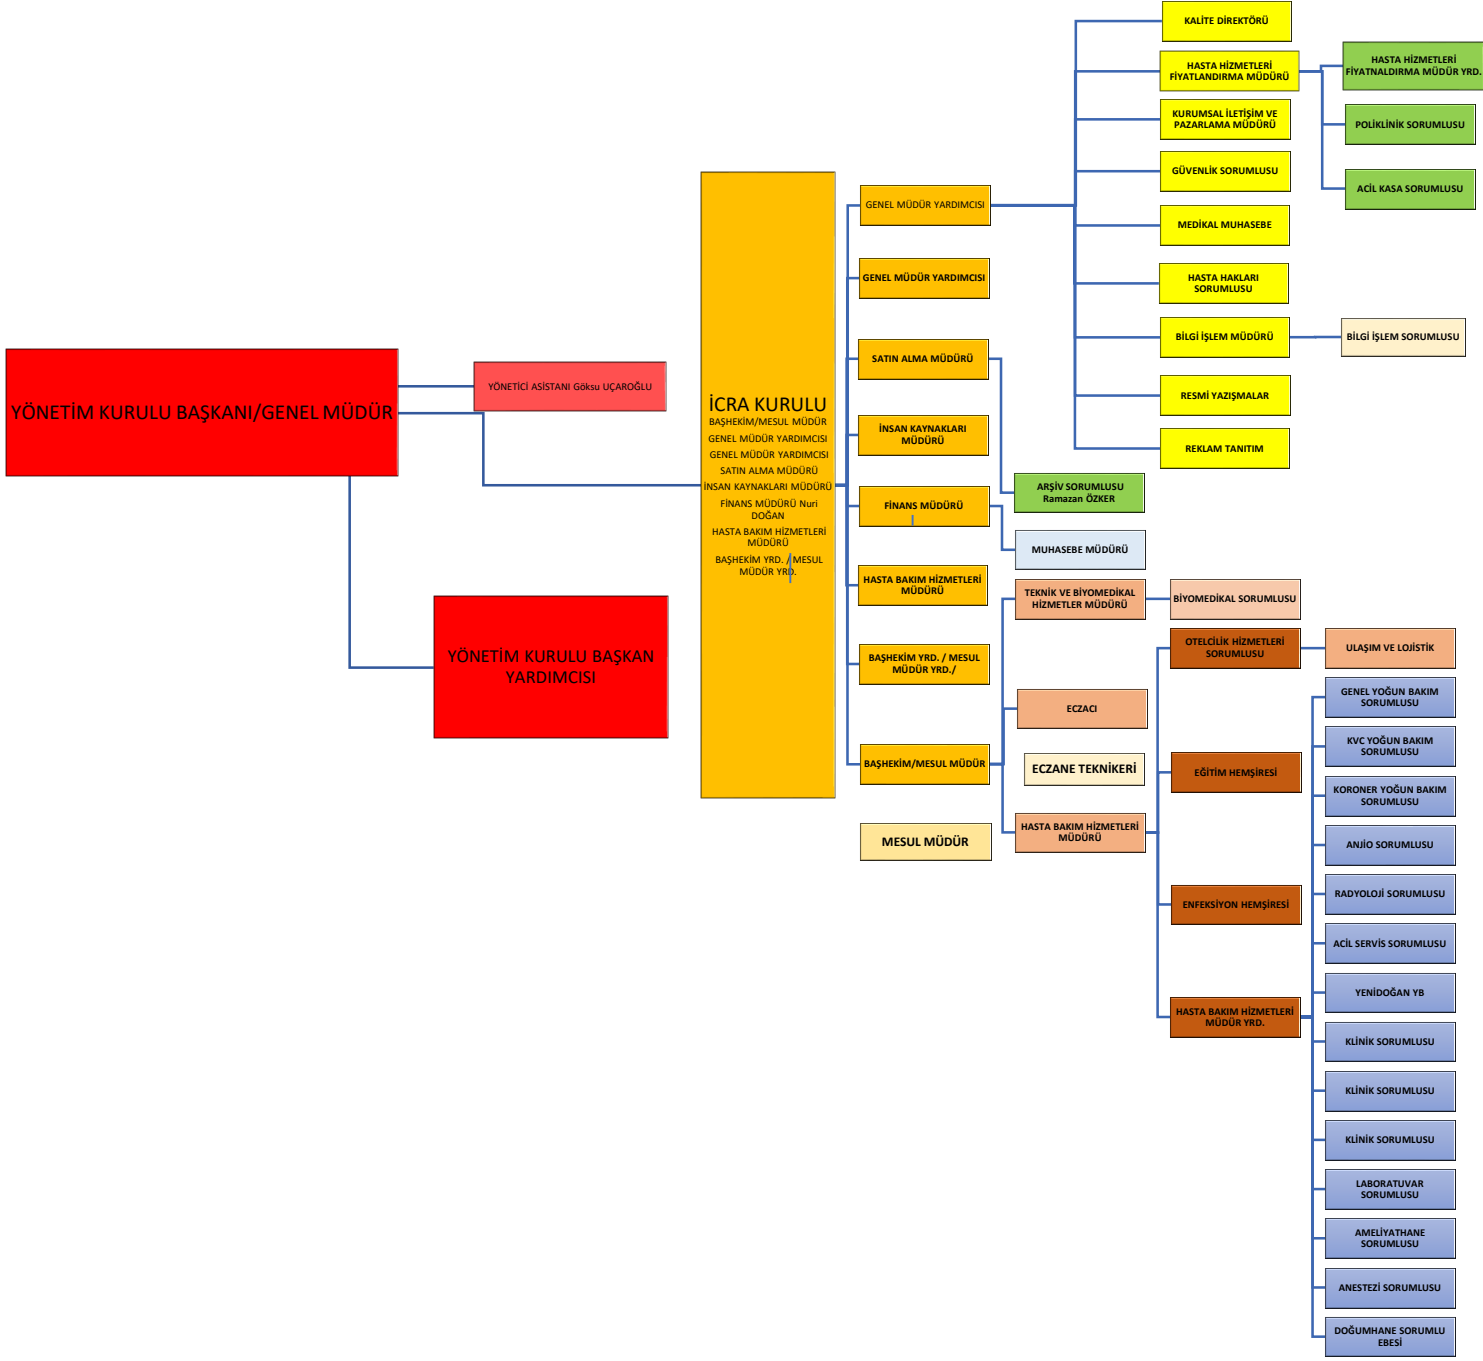 YÖNETİM KURULU BAŞKANI/GENEL MÜDÜR
YÖNETİCİ ASİSTANI Göksu UÇAROĞLU
YÖNETİM KURULU BAŞKAN
YARDIMCISI
İCRA KURULU
BAŞHEKİM/MESUL MÜDÜR
GENEL MÜDÜR YARDIMCISI
GENEL MÜDÜR YARDIMCISI
SATIN ALMA MÜDÜRÜ
İNSAN KAYNAKLARI MÜDÜRÜ
FİNANS MÜDÜRÜ Nuri
DOĞAN
HASTA BAKIM HİZMETLERİ
MÜDÜRÜ
BAŞHEKİM YRD. / MESUL
MÜDÜR YRD.
GENEL MÜDÜR YARDIMCISI
GENEL MÜDÜR YARDIMCISI
SATIN ALMA MÜDÜRÜ
İNSAN KAYNAKLARI
MÜDÜRÜ
FİNANS MÜDÜRÜ
HASTA BAKIM HİZMETLERİ
MÜDÜRÜ
BAŞHEKİM YRD. / MESUL
MÜDÜR YRD./
BAŞHEKİM/MESUL MÜDÜR
MESUL MÜDÜR
KALİTE DİREKTÖRÜ
HASTA HİZMETLERİ
FİYATLANDIRMA MÜDÜRÜ
KURUMSAL İLETİŞİM VE
PAZARLAMA MÜDÜRÜ
GÜVENLİK SORUMLUSU
MEDİKAL MUHASEBE
HASTA HAKLARI
SORUMLUSU
BİLGİ İŞLEM MÜDÜRÜ
RESMİ YAZIŞMALAR
REKLAM TANITIM
HASTA HİZMETLERİ
FİYATNALDIRMA MÜDÜR YRD.
POLİKLİNİK SORUMLUSU
ACİL KASA SORUMLUSU
BİLGİ İŞLEM SORUMLUSU
ARŞİV SORUMLUSU
Ramazan ÖZKER
MUHASEBE MÜDÜRÜ
TEKNİK VE BİYOMEDİKAL
HİZMETLER MÜDÜRÜ
BİYOMEDİKAL SORUMLUSU
ECZACI
ECZANE TEKNİKERİ
HASTA BAKIM HİZMETLERİ
MÜDÜRÜ
OTELCİLİK HİZMETLERİ
SORUMLUSU
ULAŞIM VE LOJİSTİK
EĞİTİM HEMŞİRESİ
ENFEKSİYON HEMŞİRESİ
HASTA BAKIM HİZMETLERİ
MÜDÜR YRD.
GENEL YOĞUN BAKIM
SORUMLUSU
KVC YOĞUN BAKIM
SORUMLUSU
KORONER YOĞUN BAKIM
SORUMLUSU
ANJİO SORUMLUSU
RADYOLOJİ SORUMLUSU
ACİL SERVİS SORUMLUSU
YENİDOĞAN YB
KLİNİK SORUMLUSU
KLİNİK SORUMLUSU
KLİNİK SORUMLUSU
LABORATUVAR
SORUMLUSU
AMELİYATHANE
SORUMLUSU
ANESTEZİ SORUMLUSU
DOĞUMHANE SORUMLU
EBESİ